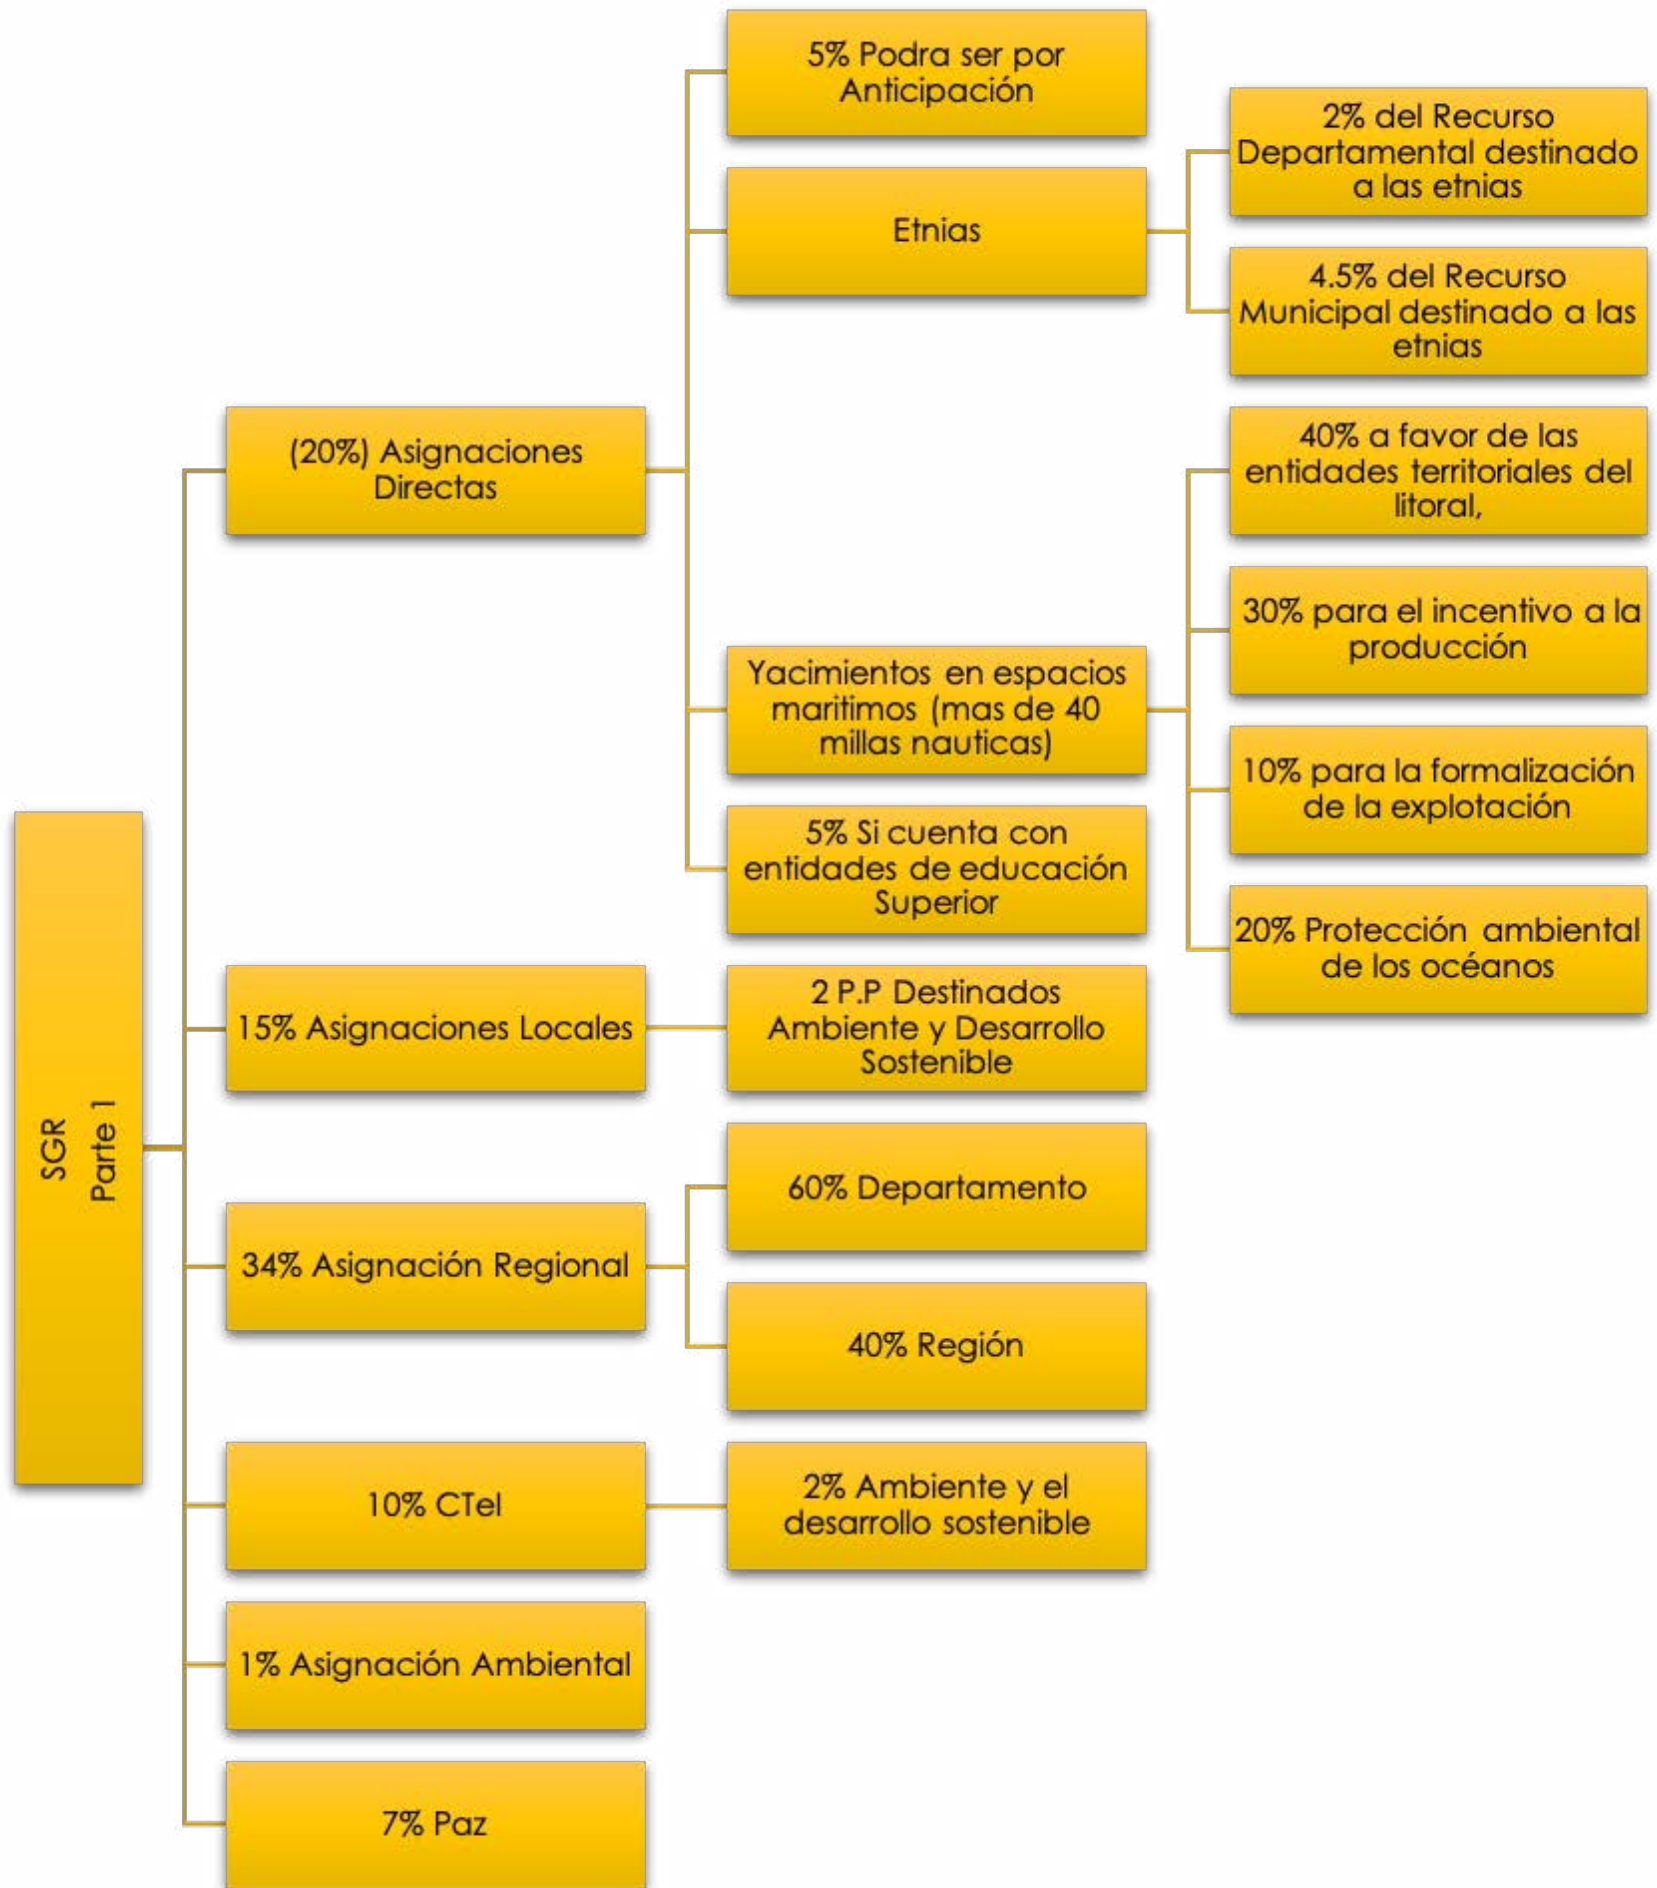 SGR
Parte 1
(20%) Asignaciones
Directas
5% Podra ser por
Anticipación
Etnias
2% del Recurso
Departamental destinado
a las etnias
4.5% del Recurso
Municipal destinado a las
etnias
Yacimientos en espacios
maritimos (mas de 40
millas nauticas)
40% a favor de las
entidades territoriales del
litoral,
30% para el incentivo a la
producción
10% para la formalización
de la explotación
20% Protección ambiental
de los océanos
5% Si cuenta con
entidades de educación
Superior
15% Asignaciones Locales
2 P.P Destinados
Ambiente y Desarrollo
Sostenible
34% Asignación Regional
60% Departamento
40% Región
10% CTeI
2% Ambiente y el
desarrollo sostenible
1% Asignación Ambiental
7% Paz